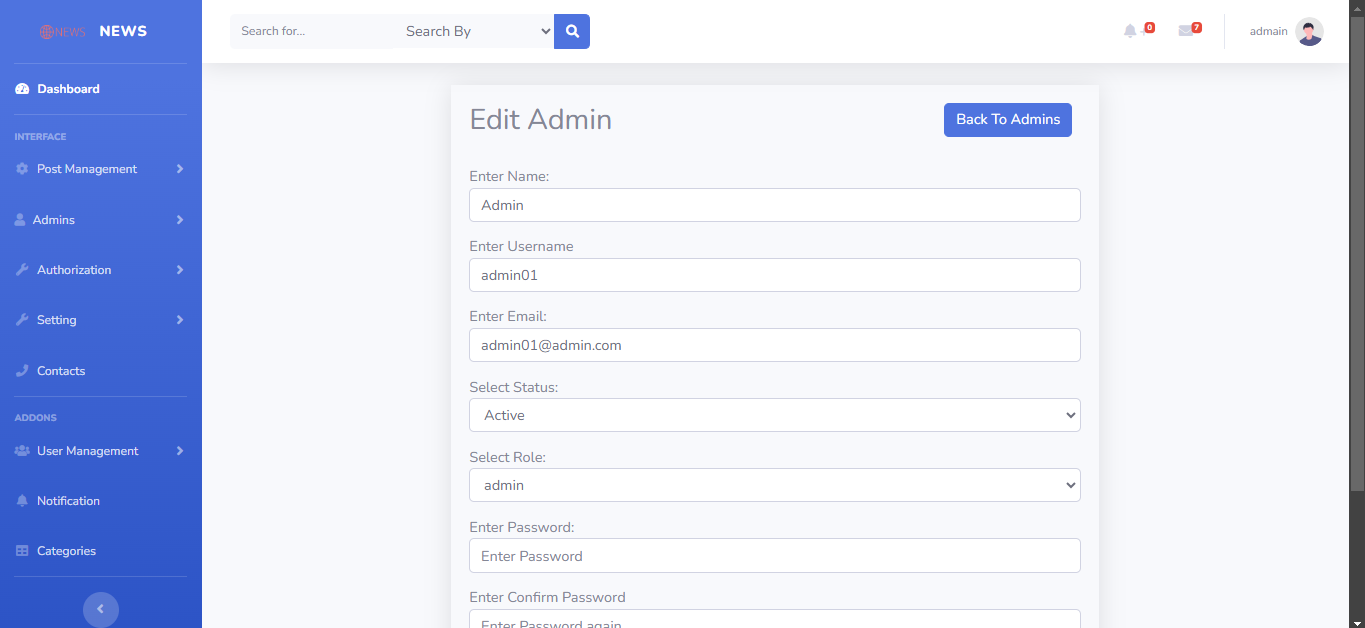 NEWS NEWS
Dashboard
INTERFACE
Post Management
Admins
Authorization
Setting
Contacts
ADDONS
User Management
Notification
Categories
Search for...
Search By
0
7
admain
Edit Admin
Back To Admins
Enter Name:
Admin
Enter Username
admin01
Enter Email:
admin01@admin.com
Select Status:
Active
Select Role:
admin
Enter Password:
Enter Password
Enter Confirm Password
Enter Password again